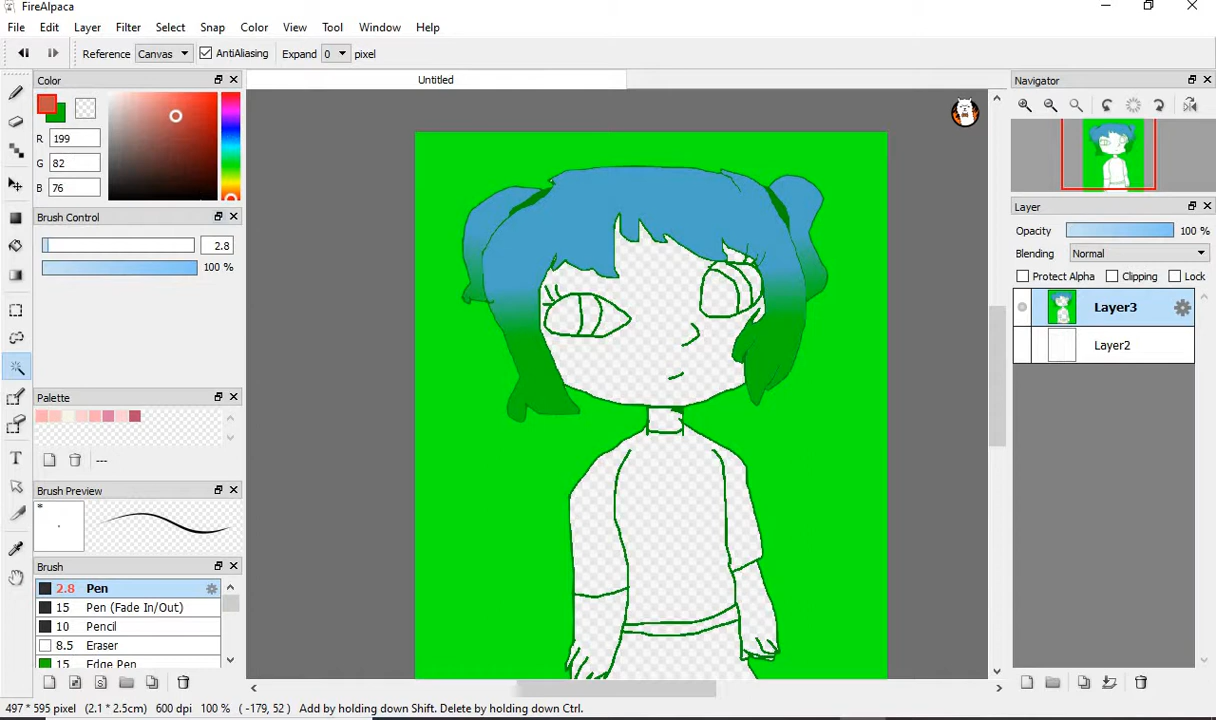 FireAlpaca
File Edit Layer Filter Select Snap Color View Tool Window Help
Reference Canvas AntiAliasing Expand 0 pixel
Color
Untitled
Navigator
R 199
G 82
B 76
Brush Control
2.8
100 %
Layer
Opacity 100 %
Blending Normal
Protect Alpha Clipping Lock
Layer3
Layer2
Palette
---
Brush Preview
Brush
2.8 Pen
15 Pen (Fade In/Out)
10 Pencil
8.5 Eraser
15 Edge Pen
497 * 595 pixel (2.1 * 2.5cm) 600 dpi 100 % ( -179, 52 ) Add by holding down Shift. Delete by holding down Ctrl.